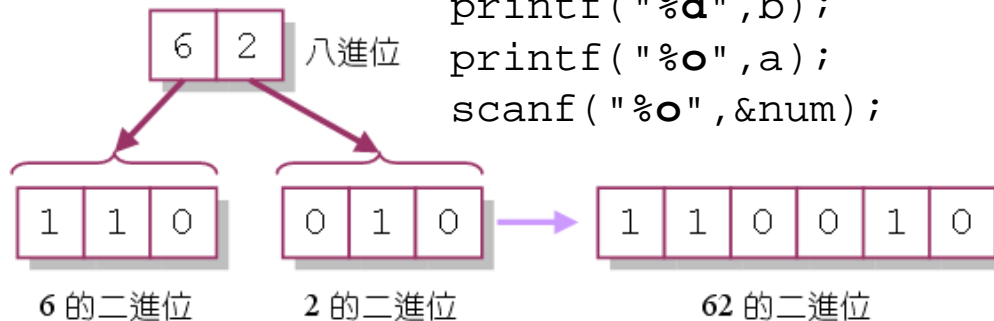 printf("%d",b);
6 2 八進位
printf("%o",a);
scanf("%o",&num);
1 1 0
0 1 0
1 1 0 0 1 0
6 的二進位
2 的二進位
62 的二進位